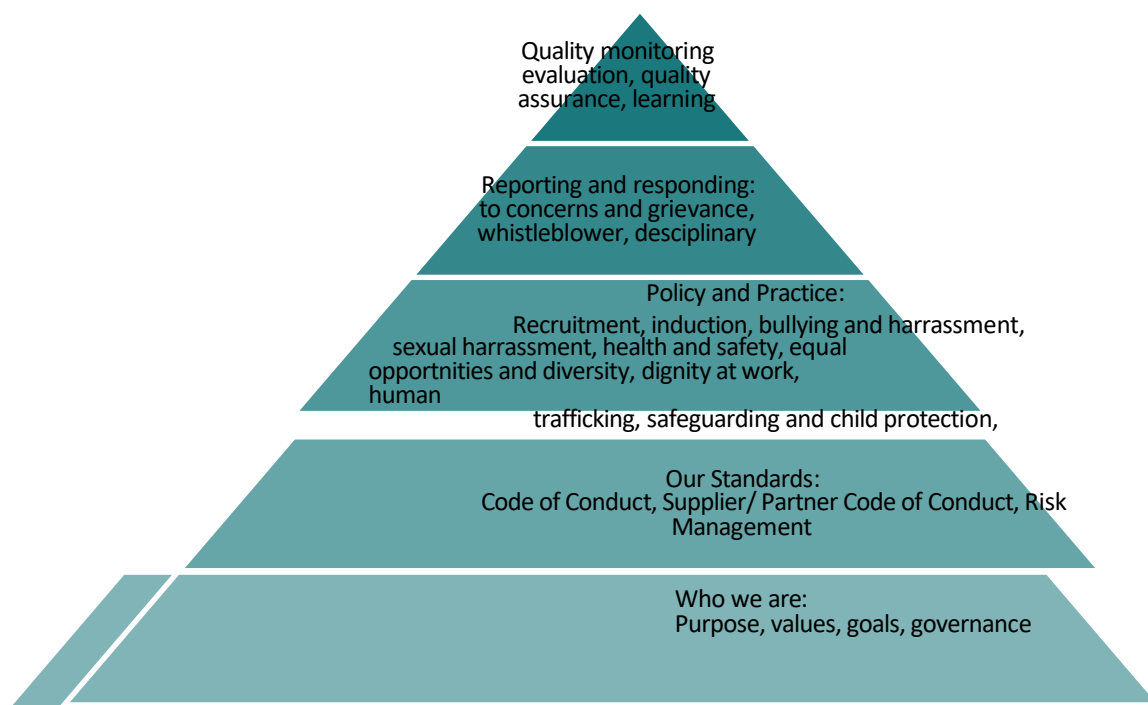 Quality monitoring
evaluation, quality
assurance, learning
Reporting and responding:
to concerns and grievance,
whistleblower, desciplinary
Policy and Practice:
Recruitment, induction, bullying and harrassment,
sexual harrassment, health and safety, equal
opportnities and diversity, dignity at work,
human
trafficking, safeguarding and child protection,
Our Standards:
Code of Conduct, Supplier/ Partner Code of Conduct, Risk
Management
Who we are:
Purpose, values, goals, governance